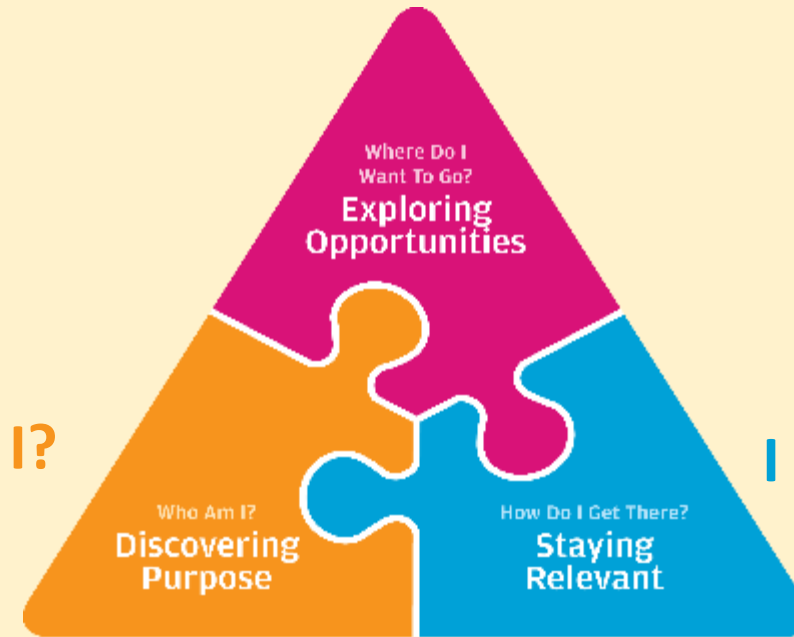 Where Do I
Want To Go?
Exploring
Opportunities
I?
I
Who Am I?
Discovering
Purpose
How Do I Get There?
Staying
Relevant